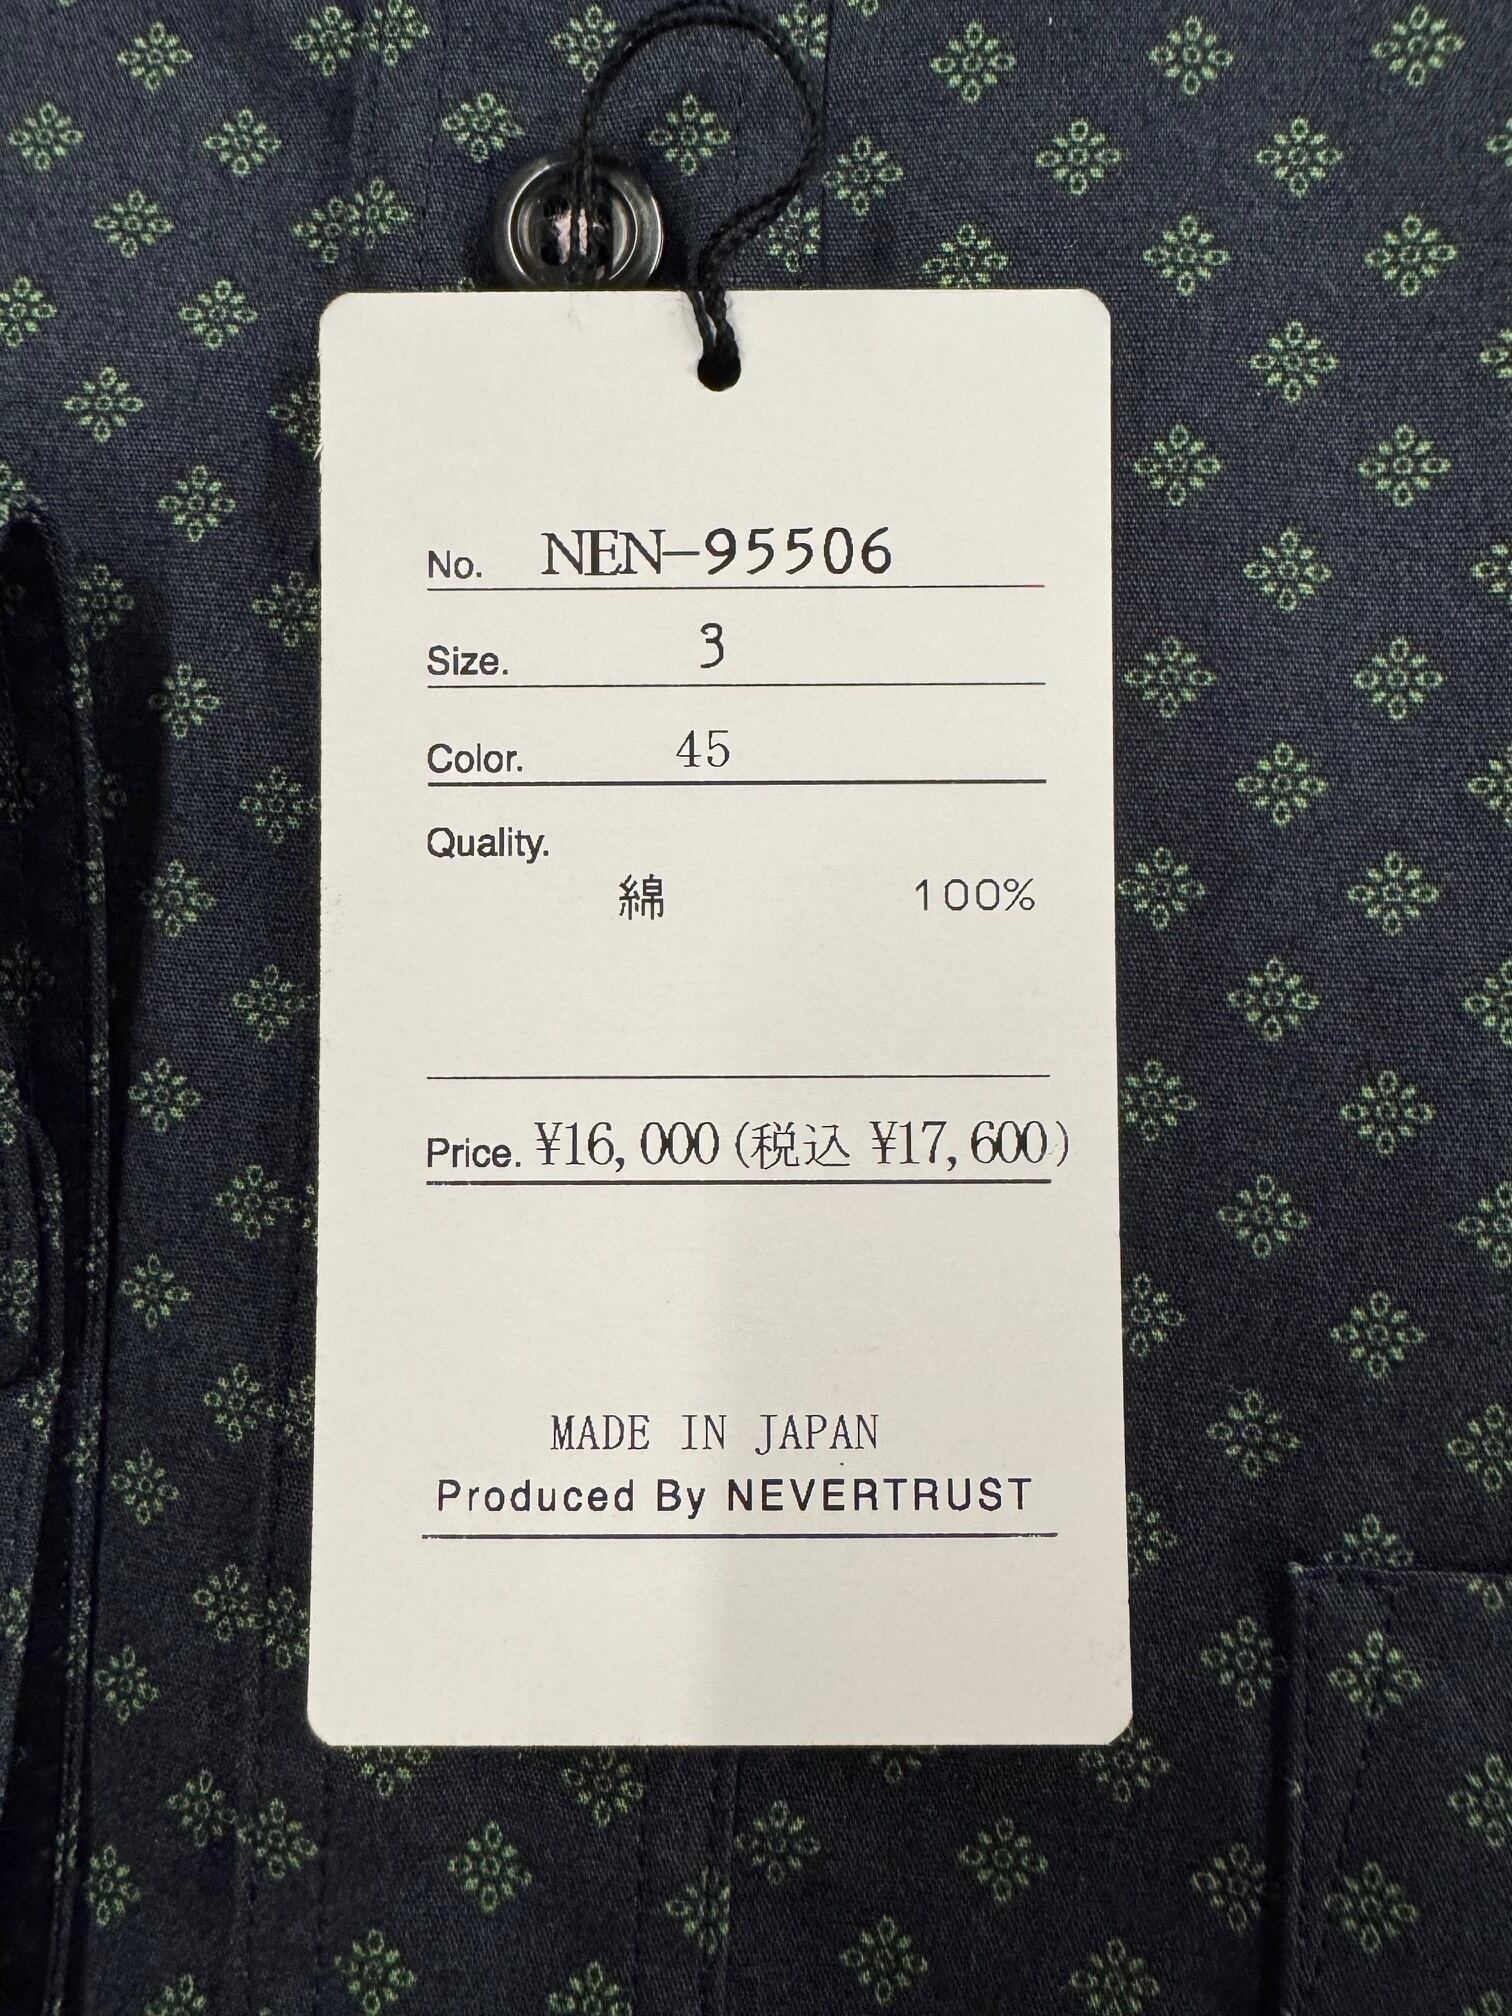 No. NEN-95506
Size. 3
Color. 45
Quality.
綿 100%
Price. ¥16,000(税込 ¥17,600)
MADE IN JAPAN
Produced By NEVERTRUST